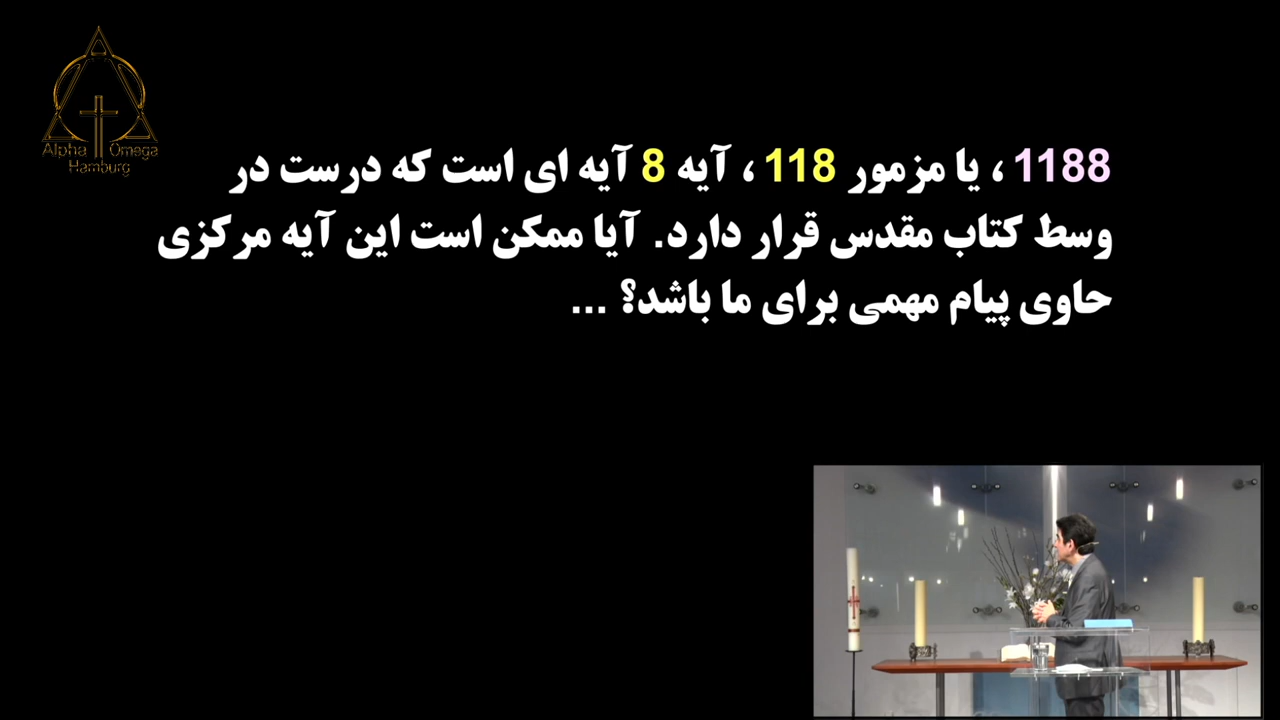 Alpha Omega
Hamburg
1188 ، یا مزمور 118 ، آیه 8 آیه ای است که درست در
وسط کتاب مقدس قرار دارد. آیا ممکن است این آیه مرکزی
حاوی پیام مهمی برای ما باشد؟ ...